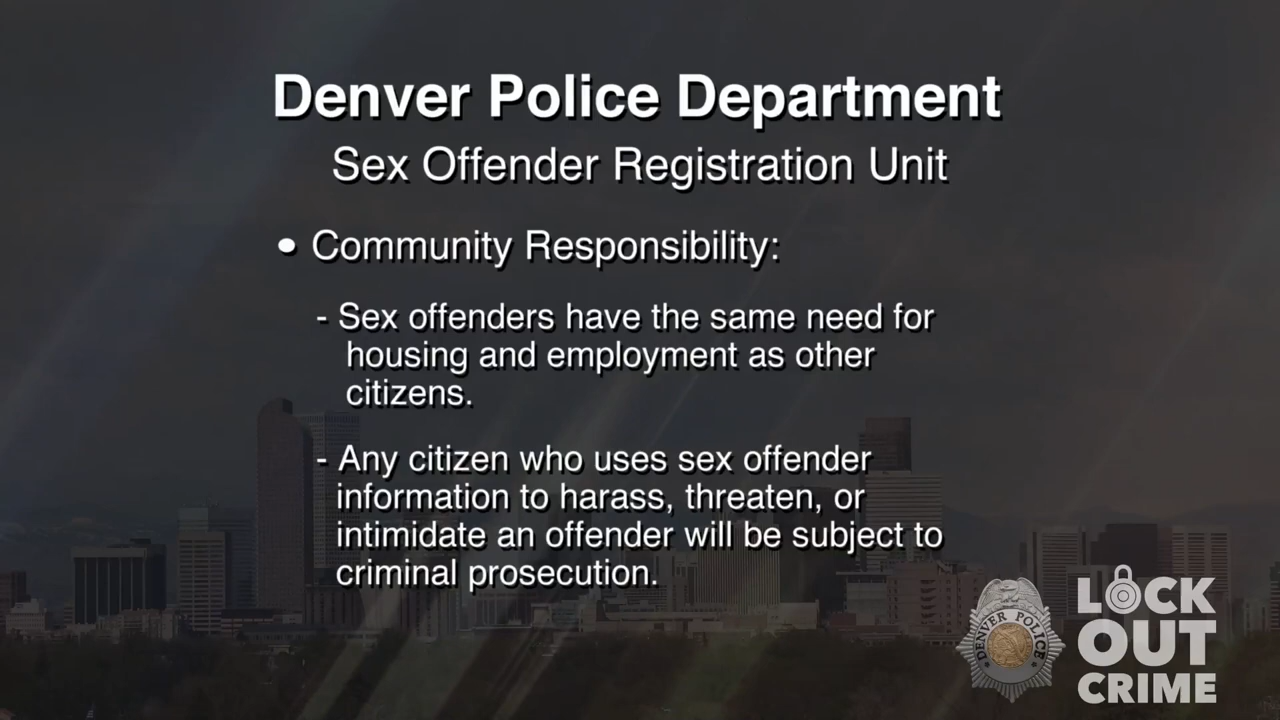 Denver Police Department
Sex Offender Registration Unit
• Community Responsibility:
- Sex offenders have the same need for
housing and employment as other
citizens.
- Any citizen who uses sex offender
information to harass, threaten, or
intimidate an offender will be subject to
criminal prosecution.
DENVER POLICE
LOCK
OUT
CRIME